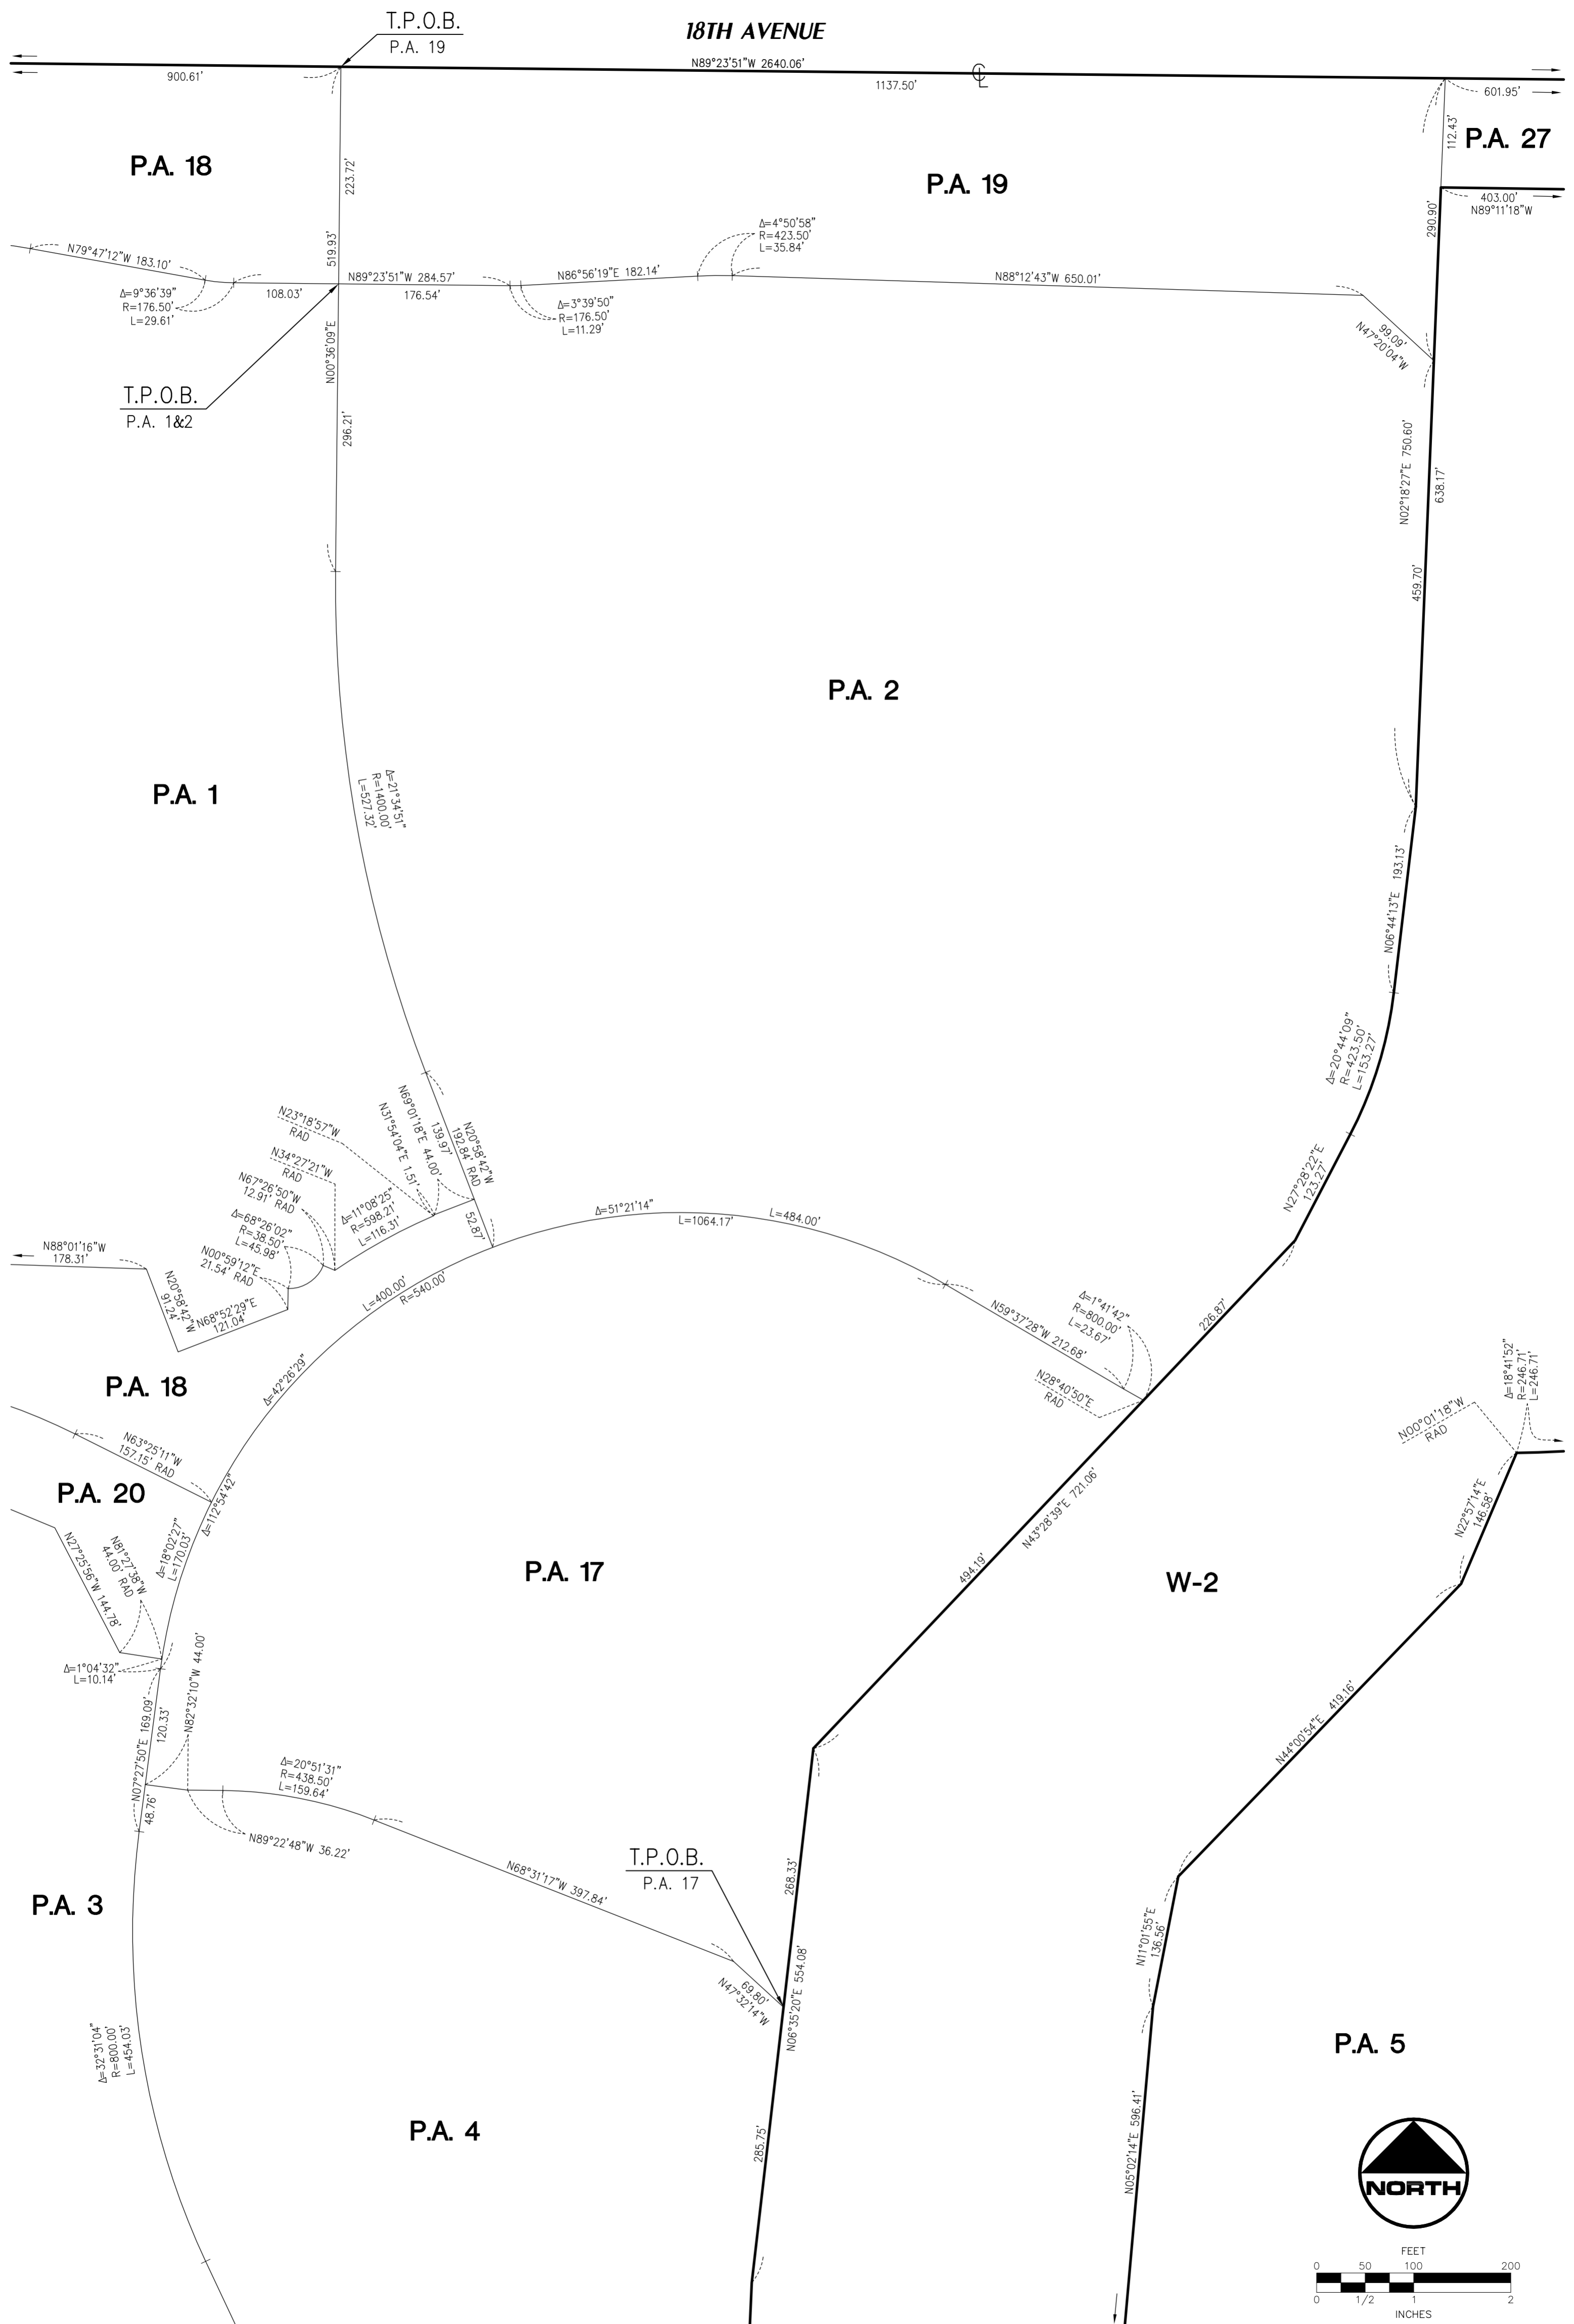 T.P.O.B.
P.A. 19
18TH AVENUE
N89°23'51"W 2640.06'
900.61'
1137.50'
℄
601.95'
112.43'
P.A. 27
403.00'
N89°11'18"W
P.A. 18
223.72'
P.A. 19
290.90'
Δ=4°50'58"
R=423.50'
L=35.84'
N79°47'12"W 183.10'
519.93'
N89°23'51"W 284.57'
N86°56'19"E 182.14'
N88°12'43"W 650.01'
Δ=9°36'39"
R=176.50'
L=29.61'
108.03'
176.54'
Δ=3°39'50"
R=176.50'
L=11.29'
99.09'
N47°20'04"W
N00°36'09"E
T.P.O.B.
P.A. 1&2
296.21'
N02°18'27"E 750.60'
638.17'
459.70'
P.A. 2
P.A. 1
Δ=21°34'51"
R=1400.00'
L=527.32'
N06°44'13"E 193.13'
Δ=20°44'09"
R=423.50'
L=153.27'
N23°18'57"W
RAD
N34°27'21"W
RAD
N67°26'50"W
12.91' RAD
Δ=68°26'02"
R=38.50'
L=45.98'
N00°59'12"E
21.54' RAD
N69°01'18"E 44.00'
N31°54'04"E 1.51'
139.97'
N20°58'42"W
192.84' RAD
52.87'
Δ=11°08'25"
R=598.21'
L=116.31'
N27°28'22"E
123.27'
N88°01'16"W
178.31'
N20°58'42"W
91.24'
N68°52'29"E
121.04'
Δ=51°21'14"
L=1064.17'
L=484.00'
L=400.00'
R=540.00'
N59°37'28"W 212.68'
Δ=1°41'42"
R=800.00'
L=23.67'
226.87'
N28°40'50"E
RAD
P.A. 18
Δ=42°26'29"
Δ=18°41'52"
R=246.71'
L=246.71'
N00°01'18"W
RAD
N63°25'11"W
157.15' RAD
P.A. 20
Δ=112°54'42"
Δ=18°02'27"
L=170.03'
N22°57'14"E
146.58'
N27°25'56"W 144.78'
N81°27'38"W
44.00' RAD
P.A. 17
494.19'
N43°28'39"E 721.06'
W-2
Δ=1°04'32"
L=10.14'
N82°32'10"W 44.00'
N07°27'50"E 169.09'
120.33'
48.76'
Δ=20°51'31"
R=438.50'
L=159.64'
N89°22'48"W 36.22'
N44°00'54"E 419.16'
N68°31'17"W 397.84'
T.P.O.B.
P.A. 17
268.33'
P.A. 3
N11°01'55"E
136.56'
69.80'
N47°32'14"W
N06°35'20"E 554.08'
Δ=32°31'04"
R=800.00'
L=454.03'
P.A. 5
285.75'
N05°02'14"E 596.41'
P.A. 4
NORTH
FEET
0 50 100 200
0 1/2 1 2
INCHES